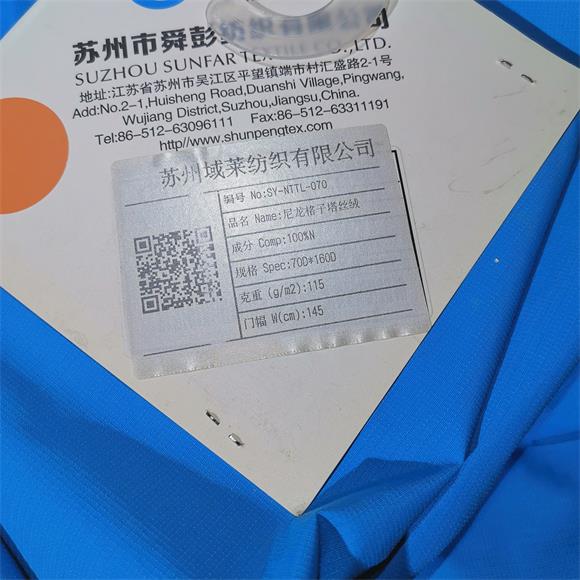 苏州市舜彭纺织有限公司
SUZHOU SUNFAR TEXTILE CO.,LTD.
地址:江苏省苏州市吴江区平望镇端市村汇盛路2-1号
Add:No.2-1,Huisheng Road,Duanshi Village,Pingwang,
Wujiang District,Suzhou,Jiangsu,China.
Tel:86-512-63096111 Fax:86-512-63311191
http//www.shunpengtex.com
苏州域莱纺织有限公司
编号 No:SY-NTTL-070
品名 Name:尼龙格子塔丝绒
成分 Comp:100%N
规格 Spec:70D*160D
克重 (g/m2):115
门幅 W(cm):145